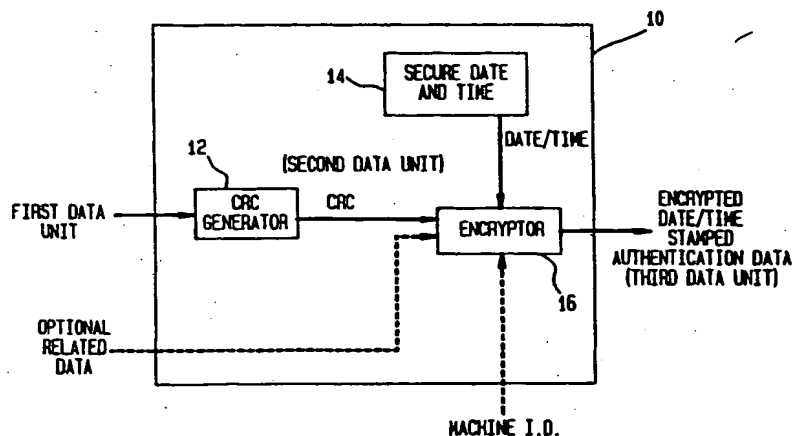 10
14
SECURE DATE
AND TIME
DATE/TIME
12
(SECOND DATA UNIT)
CRC
GENERATOR
CRC
FIRST DATA
UNIT
ENCRYPTOR
ENCRYPTED
DATE/TIME
STAMPED
AUTHENTICATION DATA
(THIRD DATA UNIT)
16
OPTIONAL
RELATED
DATA
MACHINE I.D.